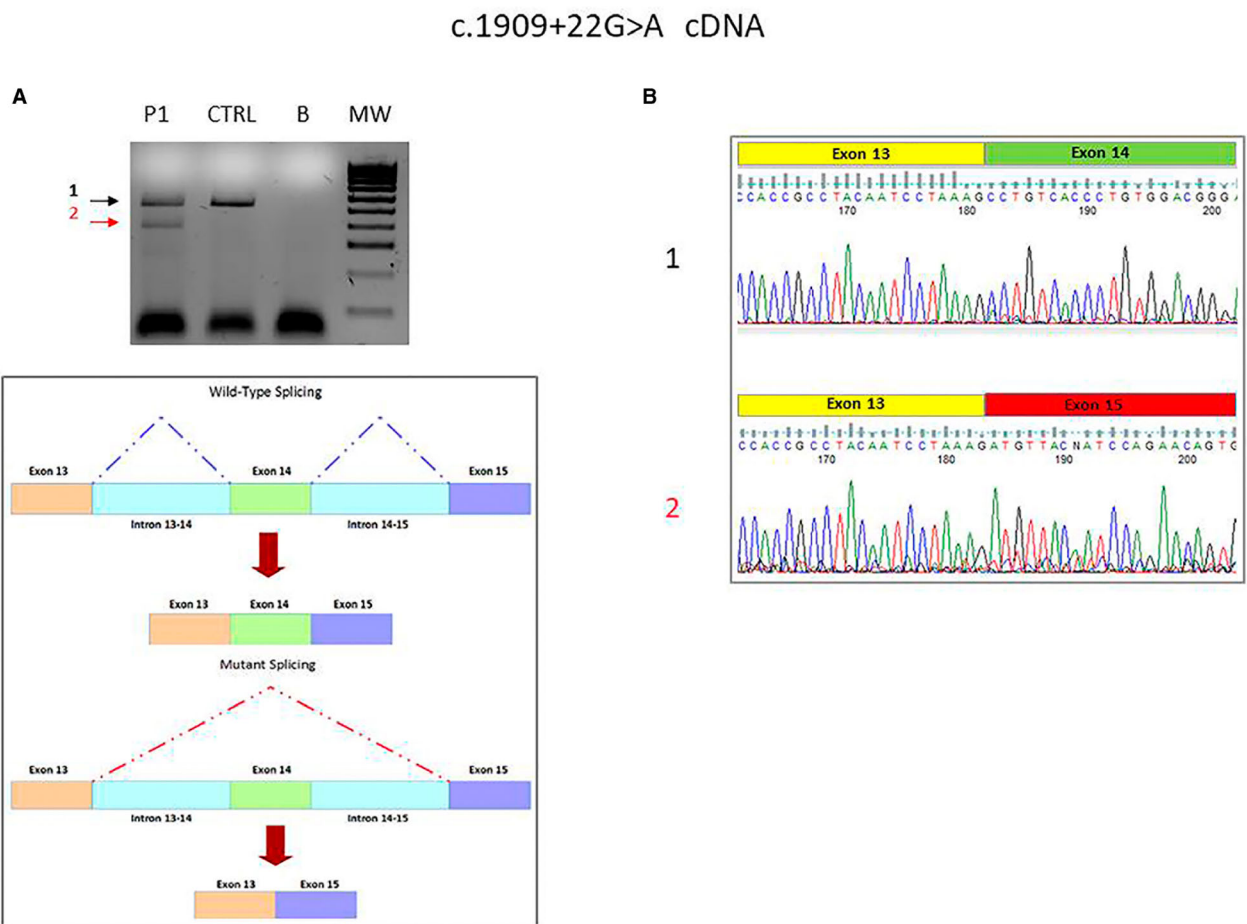 c.1909+22G>A cDNA
A
P1 CTRL B MW
1
2
Wild-Type Splicing
Exon 13 Exon 14 Exon 15
Intron 13-14 Intron 14-15
Exon 13 Exon 14 Exon 15
Mutant Splicing
Exon 13 Exon 14 Exon 15
Intron 13-14 Intron 14-15
Exon 13 Exon 15
B
Exon 13 Exon 14
CCACCGCCTACAATCCTAAAGCCTGTCACCCTGTGGACGGGA
170 180 190 200
1
Exon 13 Exon 15
CCACCGCCTACAATCCTAAAGATGTTACNATCCAGAACAGTG
170 180 190 200
2